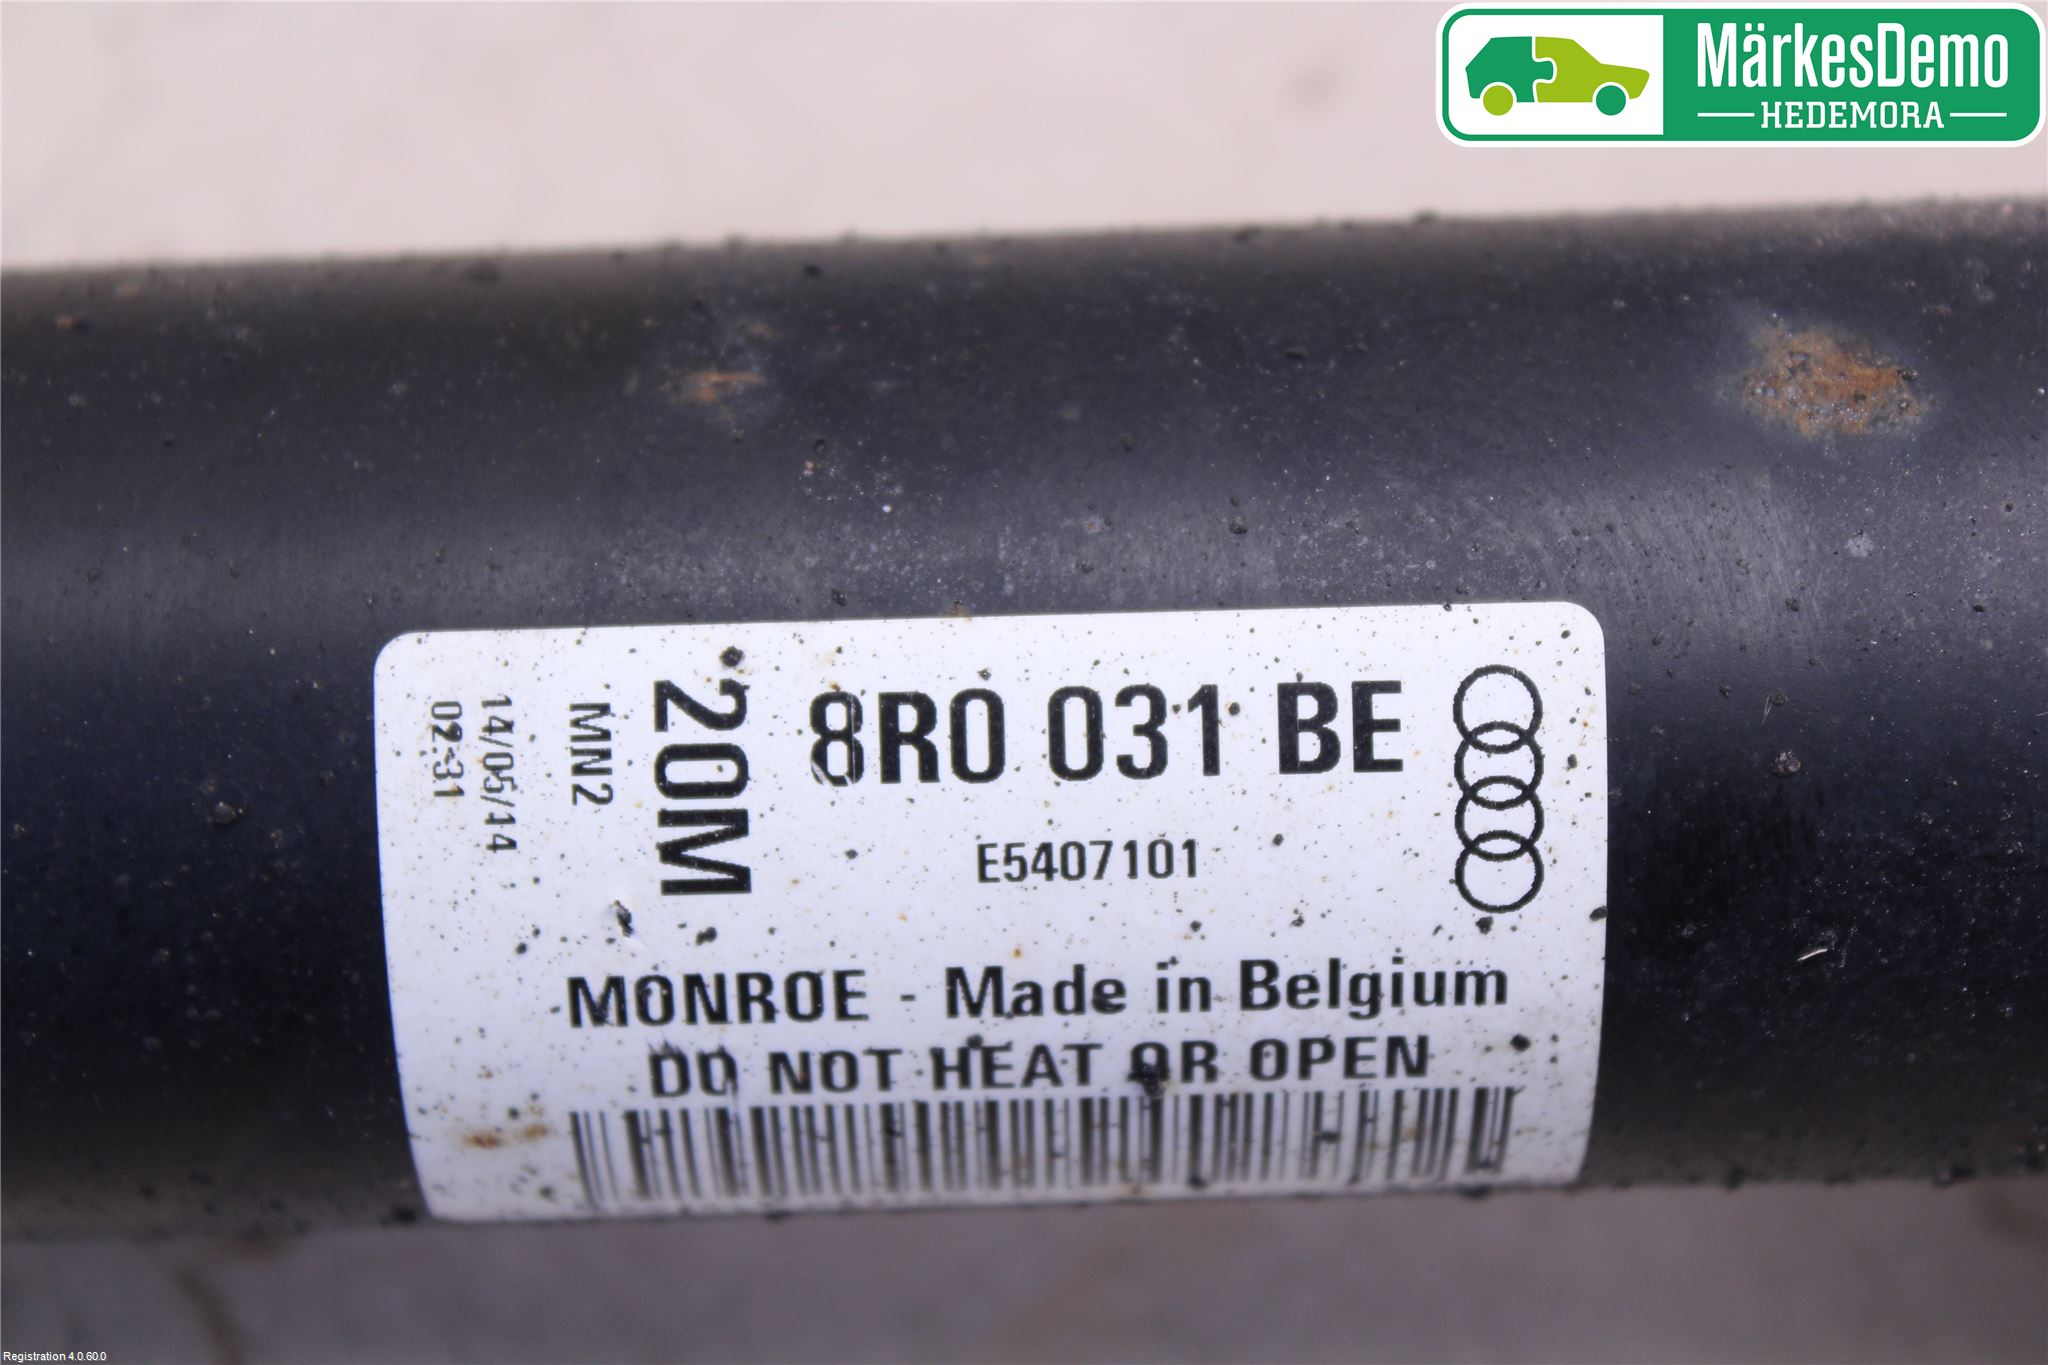 MärkesDemo
HEDEMORA
8R0 031 BE
20M
MN2
14/05/14
02:31
E5407101
MONROE - Made in Belgium
DO NOT HEAT OR OPEN
Registration 4.0.60.0